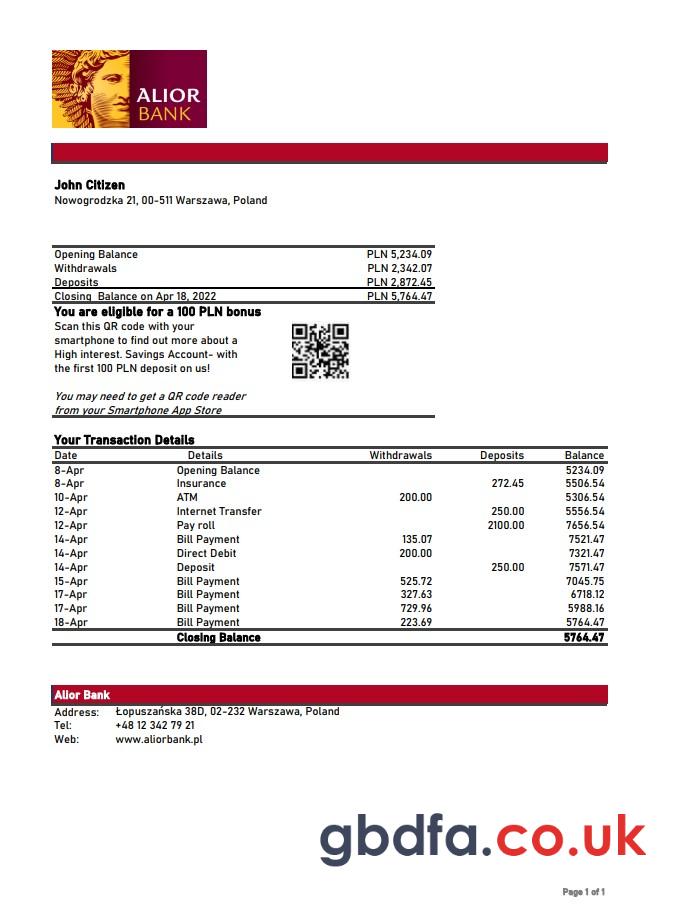 ALIOR
BANK
John Citizen
Nowogrodzka 21, 00-511 Warszawa, Poland
Opening Balance PLN 5,234.09
Withdrawals PLN 2,342.07
Deposits PLN 2,872.45
Closing Balance on Apr 18, 2022 PLN 5,764.47
You are eligible for a 100 PLN bonus
Scan this QR code with your
smartphone to find out more about a
High interest. Savings Account- with
the first 100 PLN deposit on us!
You may need to get a QR code reader
from your Smartphone App Store
Your Transaction Details
Date Details Withdrawals Deposits Balance
8-Apr Opening Balance 5234.09
8-Apr Insurance 272.45 5506.54
10-Apr ATM 200.00 5306.54
12-Apr Internet Transfer 250.00 5556.54
12-Apr Pay roll 2100.00 7656.54
14-Apr Bill Payment 135.07 7521.47
14-Apr Direct Debit 200.00 7321.47
14-Apr Deposit 250.00 7571.47
15-Apr Bill Payment 525.72 7045.75
17-Apr Bill Payment 327.63 6718.12
17-Apr Bill Payment 729.96 5988.16
18-Apr Bill Payment 223.69 5764.47
Closing Balance 5764.47
Alior Bank
Address: Łopuszańska 38D, 02-232 Warszawa, Poland
Tel: +48 12 342 79 21
Web: www.aliorbank.pl
gbdfa.co.uk
Page 1 of 1